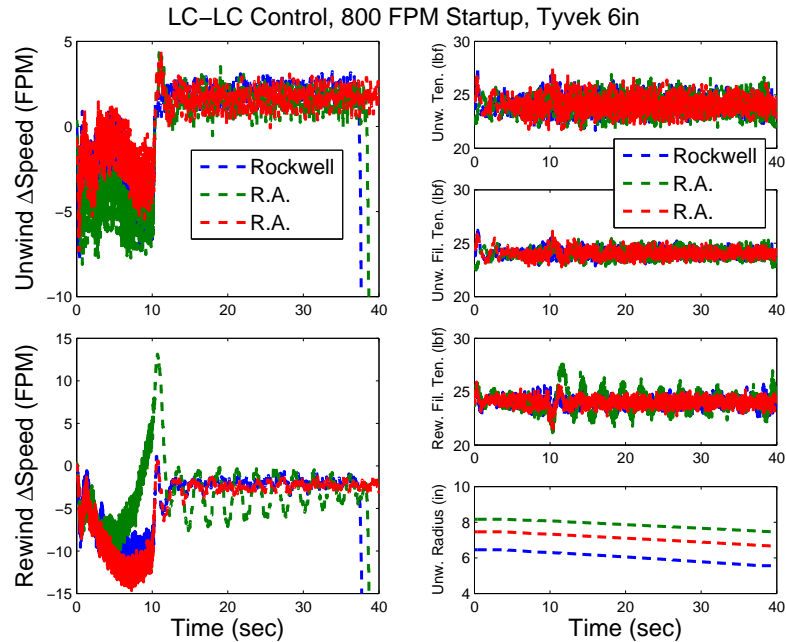 LC−LC Control, 800 FPM Startup, Tyvek 6in
Unwind ΔSpeed (FPM)
5
0
−5
−10
0 10 20 30 40
Rockwell
R.A.
R.A.
Rewind ΔSpeed (FPM)
15
10
5
0
−5
−10
−15
0 10 20 30 40
Time (sec)
Unw. Ten. (lbf)
30
25
20
0 10 20 30 40
Rockwell
R.A.
R.A.
Unw. Fil. Ten. (lbf)
30
25
20
0 10 20 30 40
Rew. Fil. Ten. (lbf)
30
25
20
0 10 20 30 40
Unw. Radius (in)
10
8
6
4
0 10 20 30 40
Time (sec)